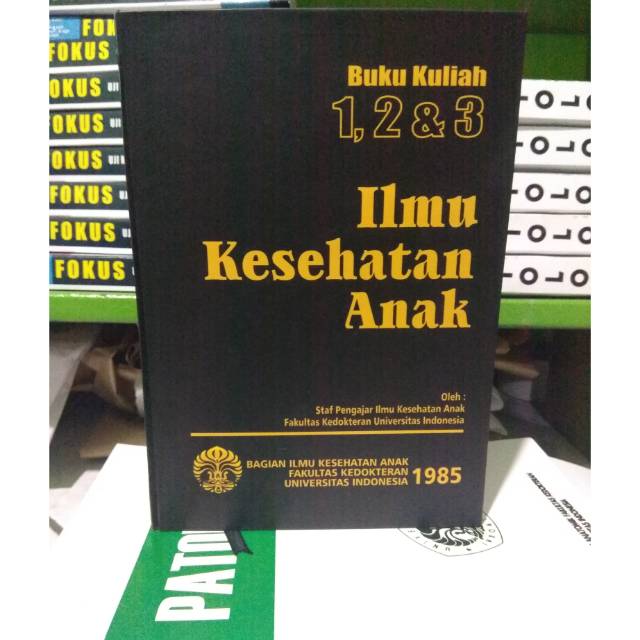 Buku Kuliah
1, 2 & 3
Ilmu
Kesehatan
Anak
Oleh :
Staf Pengajar Ilmu Kesehatan Anak
Fakultas Kedokteran Universitas Indonesia
BAGIAN ILMU KESEHATAN ANAK
FAKULTAS KEDOKTERAN
UNIVERSITAS INDONESIA 1985
FOKUS
FOKUS
FOKUS
FOKUS
FOKUS
FOKUS